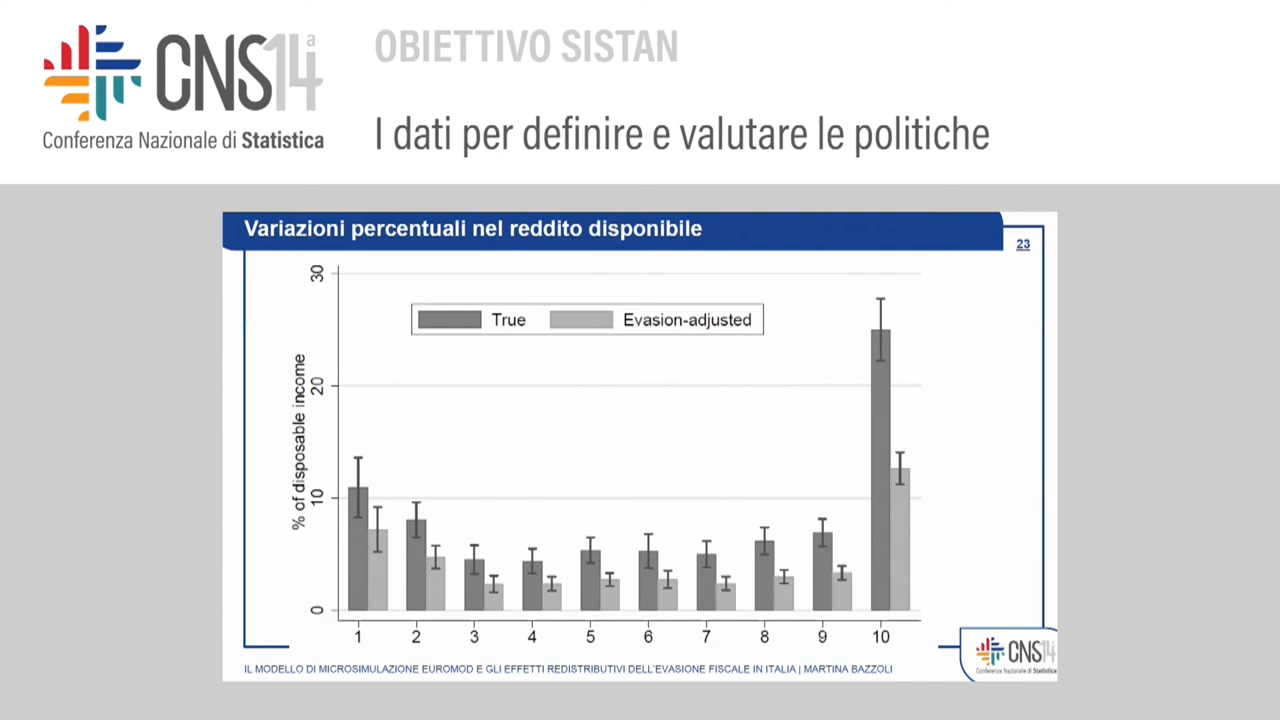 CNS14ª
Conferenza Nazionale di Statistica
OBIETTIVO SISTAN
I dati per definire e valutare le politiche
Variazioni percentuali nel reddito disponibile
23
30
True
Evasion-adjusted
20
% of disposable income
10
0
1 2 3 4 5 6 7 8 9 10
CNS14
Conferenza Nazionale di Statistica
IL MODELLO DI MICROSIMULAZIONE EUROMOD E GLI EFFETTI REDISTRIBUTIVI DELL'EVASIONE FISCALE IN ITALIA | MARTINA BAZZOLI